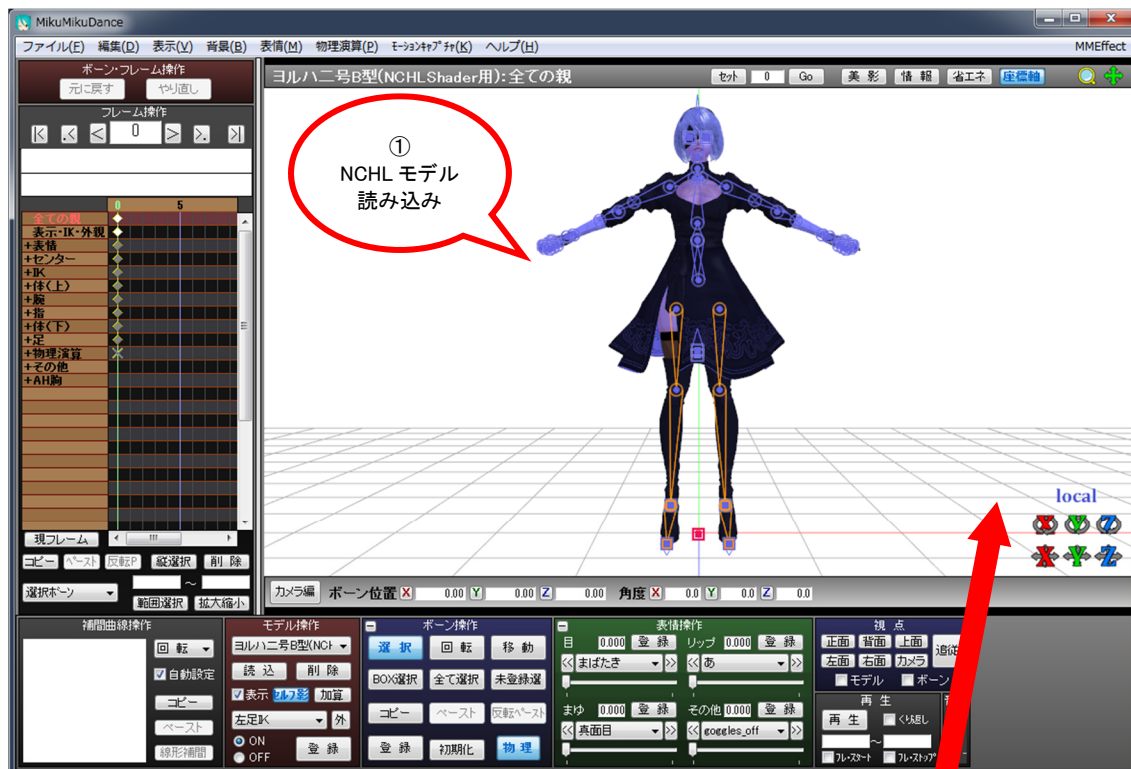 MikuMikuDance
ファイル(F) 編集(D) 表示(V) 背景(B) 表情(M) 物理演算(P) ﾓｰｼｮﾝｷｬﾌﾟﾁｬ(K) ヘルプ(H) MMEffect
ボーン・フレーム操作
元に戻す やり直し
フレーム操作
|< .< < 0 > >. >|
ヨルハ二号B型(NCHLShader用):全ての親 ｾｯﾄ 0 Go 美 影 情 報 省エネ 座標軸
①
NCHL モデル
読み込み
0 5
全ての親
表示・IK・外観
+表情
+センター
+IK
+体(上)
+腕
+指
+体(下)
+足
+物理演算
+その他
+AH胸
local
X Y Z
X Y Z
現フレーム
コピー ペースト 反転P 縦選択 削 除
選択ボーン ～
範囲選択 拡大縮小
カメラ編 ボーン位置 X 0.00 Y 0.00 Z 0.00 角度 X 0.0 Y 0.0 Z 0.0
補間曲線操作
回 転
自動設定
コピー
ペースト
線形補間
モデル操作
ヨルハ二号B型(NCH
読 込 削 除
表示 ｾﾙﾌ影 加算
左足IK 外
ON
OFF
登 録
ボーン操作
選 択 回 転 移 動
BOX選択 全て選択 未登録選
コピー ペースト 反転ペースト
登 録 初期化 物 理
表情操作
目 0.000 登 録 リップ 0.000 登 録
<< まばたき >> << あ >>
まゆ 0.000 登 録 その他 0.000 登 録
<< 真面目 >> << goggles_off >>
視 点
正面 背面 上面
左面 右面 カメラ
モデル ボーン
再 生
再 生 くり返し
～
フレ・スタート フレ・ストップ